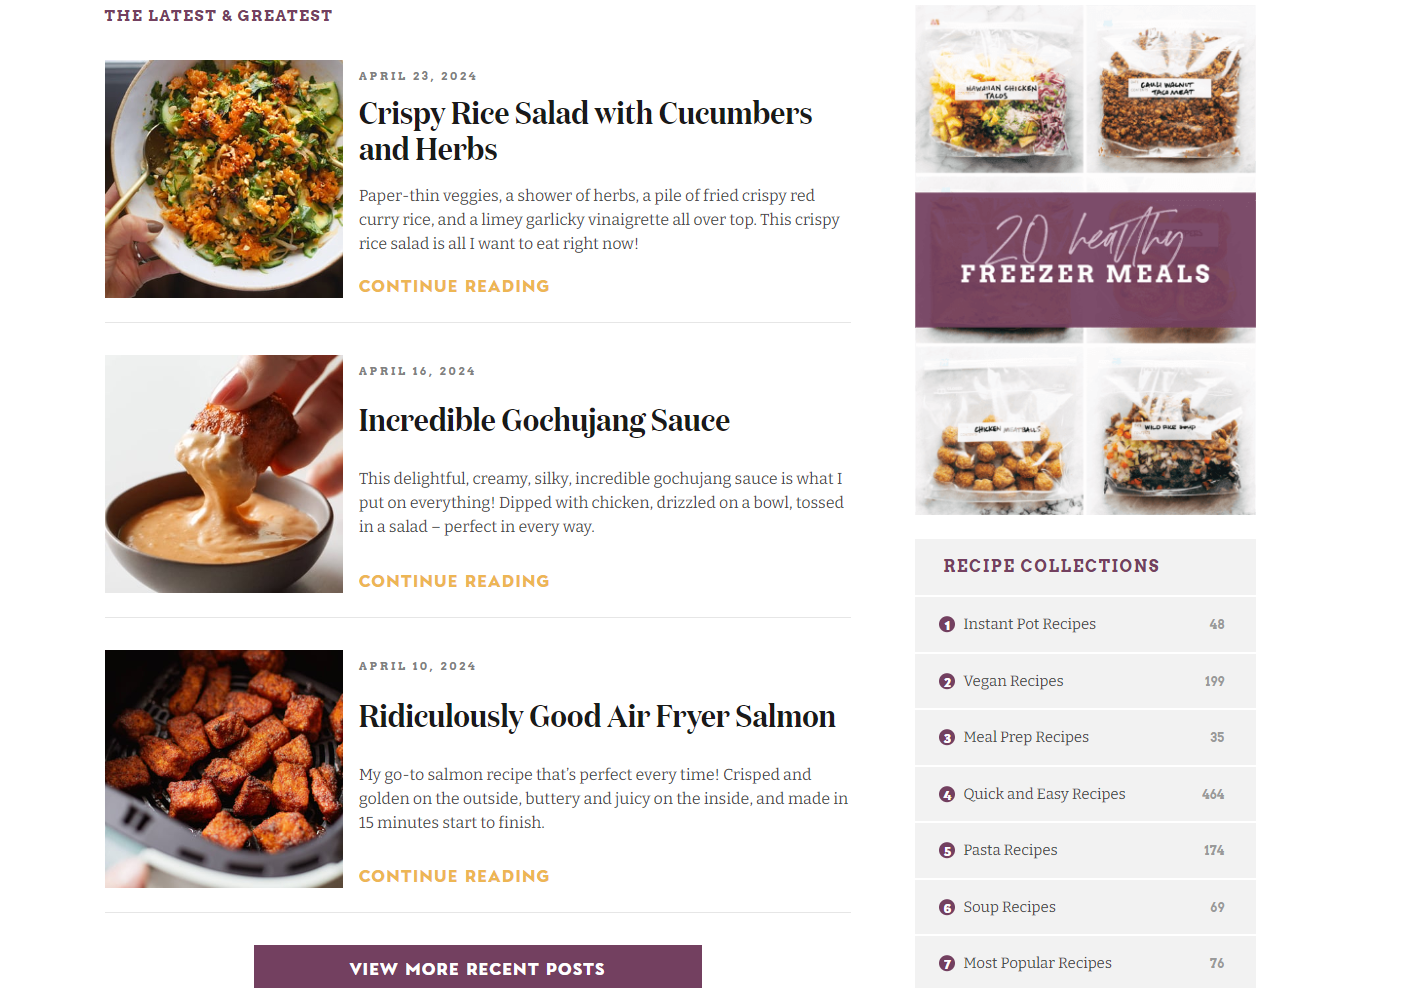 THE LATEST & GREATEST
APRIL 23, 2024
Crispy Rice Salad with Cucumbers
and Herbs
Paper-thin veggies, a shower of herbs, a pile of fried crispy red
curry rice, and a limey garlicky vinaigrette all over top. This crispy
rice salad is all I want to eat right now!
CONTINUE READING
APRIL 16, 2024
Incredible Gochujang Sauce
This delightful, creamy, silky, incredible gochujang sauce is what I
put on everything! Dipped with chicken, drizzled on a bowl, tossed
in a salad – perfect in every way.
CONTINUE READING
APRIL 10, 2024
Ridiculously Good Air Fryer Salmon
My go-to salmon recipe that's perfect every time! Crisped and
golden on the outside, buttery and juicy on the inside, and made in
15 minutes start to finish.
CONTINUE READING
VIEW MORE RECENT POSTS
HAWAIIAN CHICKEN
TACOS
CAULI WALNUT
TACO MEAT
20 healthy
FREEZER MEALS
CHICKEN MEATBALLS
WILD RICE SOUP
RECIPE COLLECTIONS
1 Instant Pot Recipes 48
2 Vegan Recipes 199
3 Meal Prep Recipes 35
4 Quick and Easy Recipes 464
5 Pasta Recipes 174
6 Soup Recipes 69
7 Most Popular Recipes 76